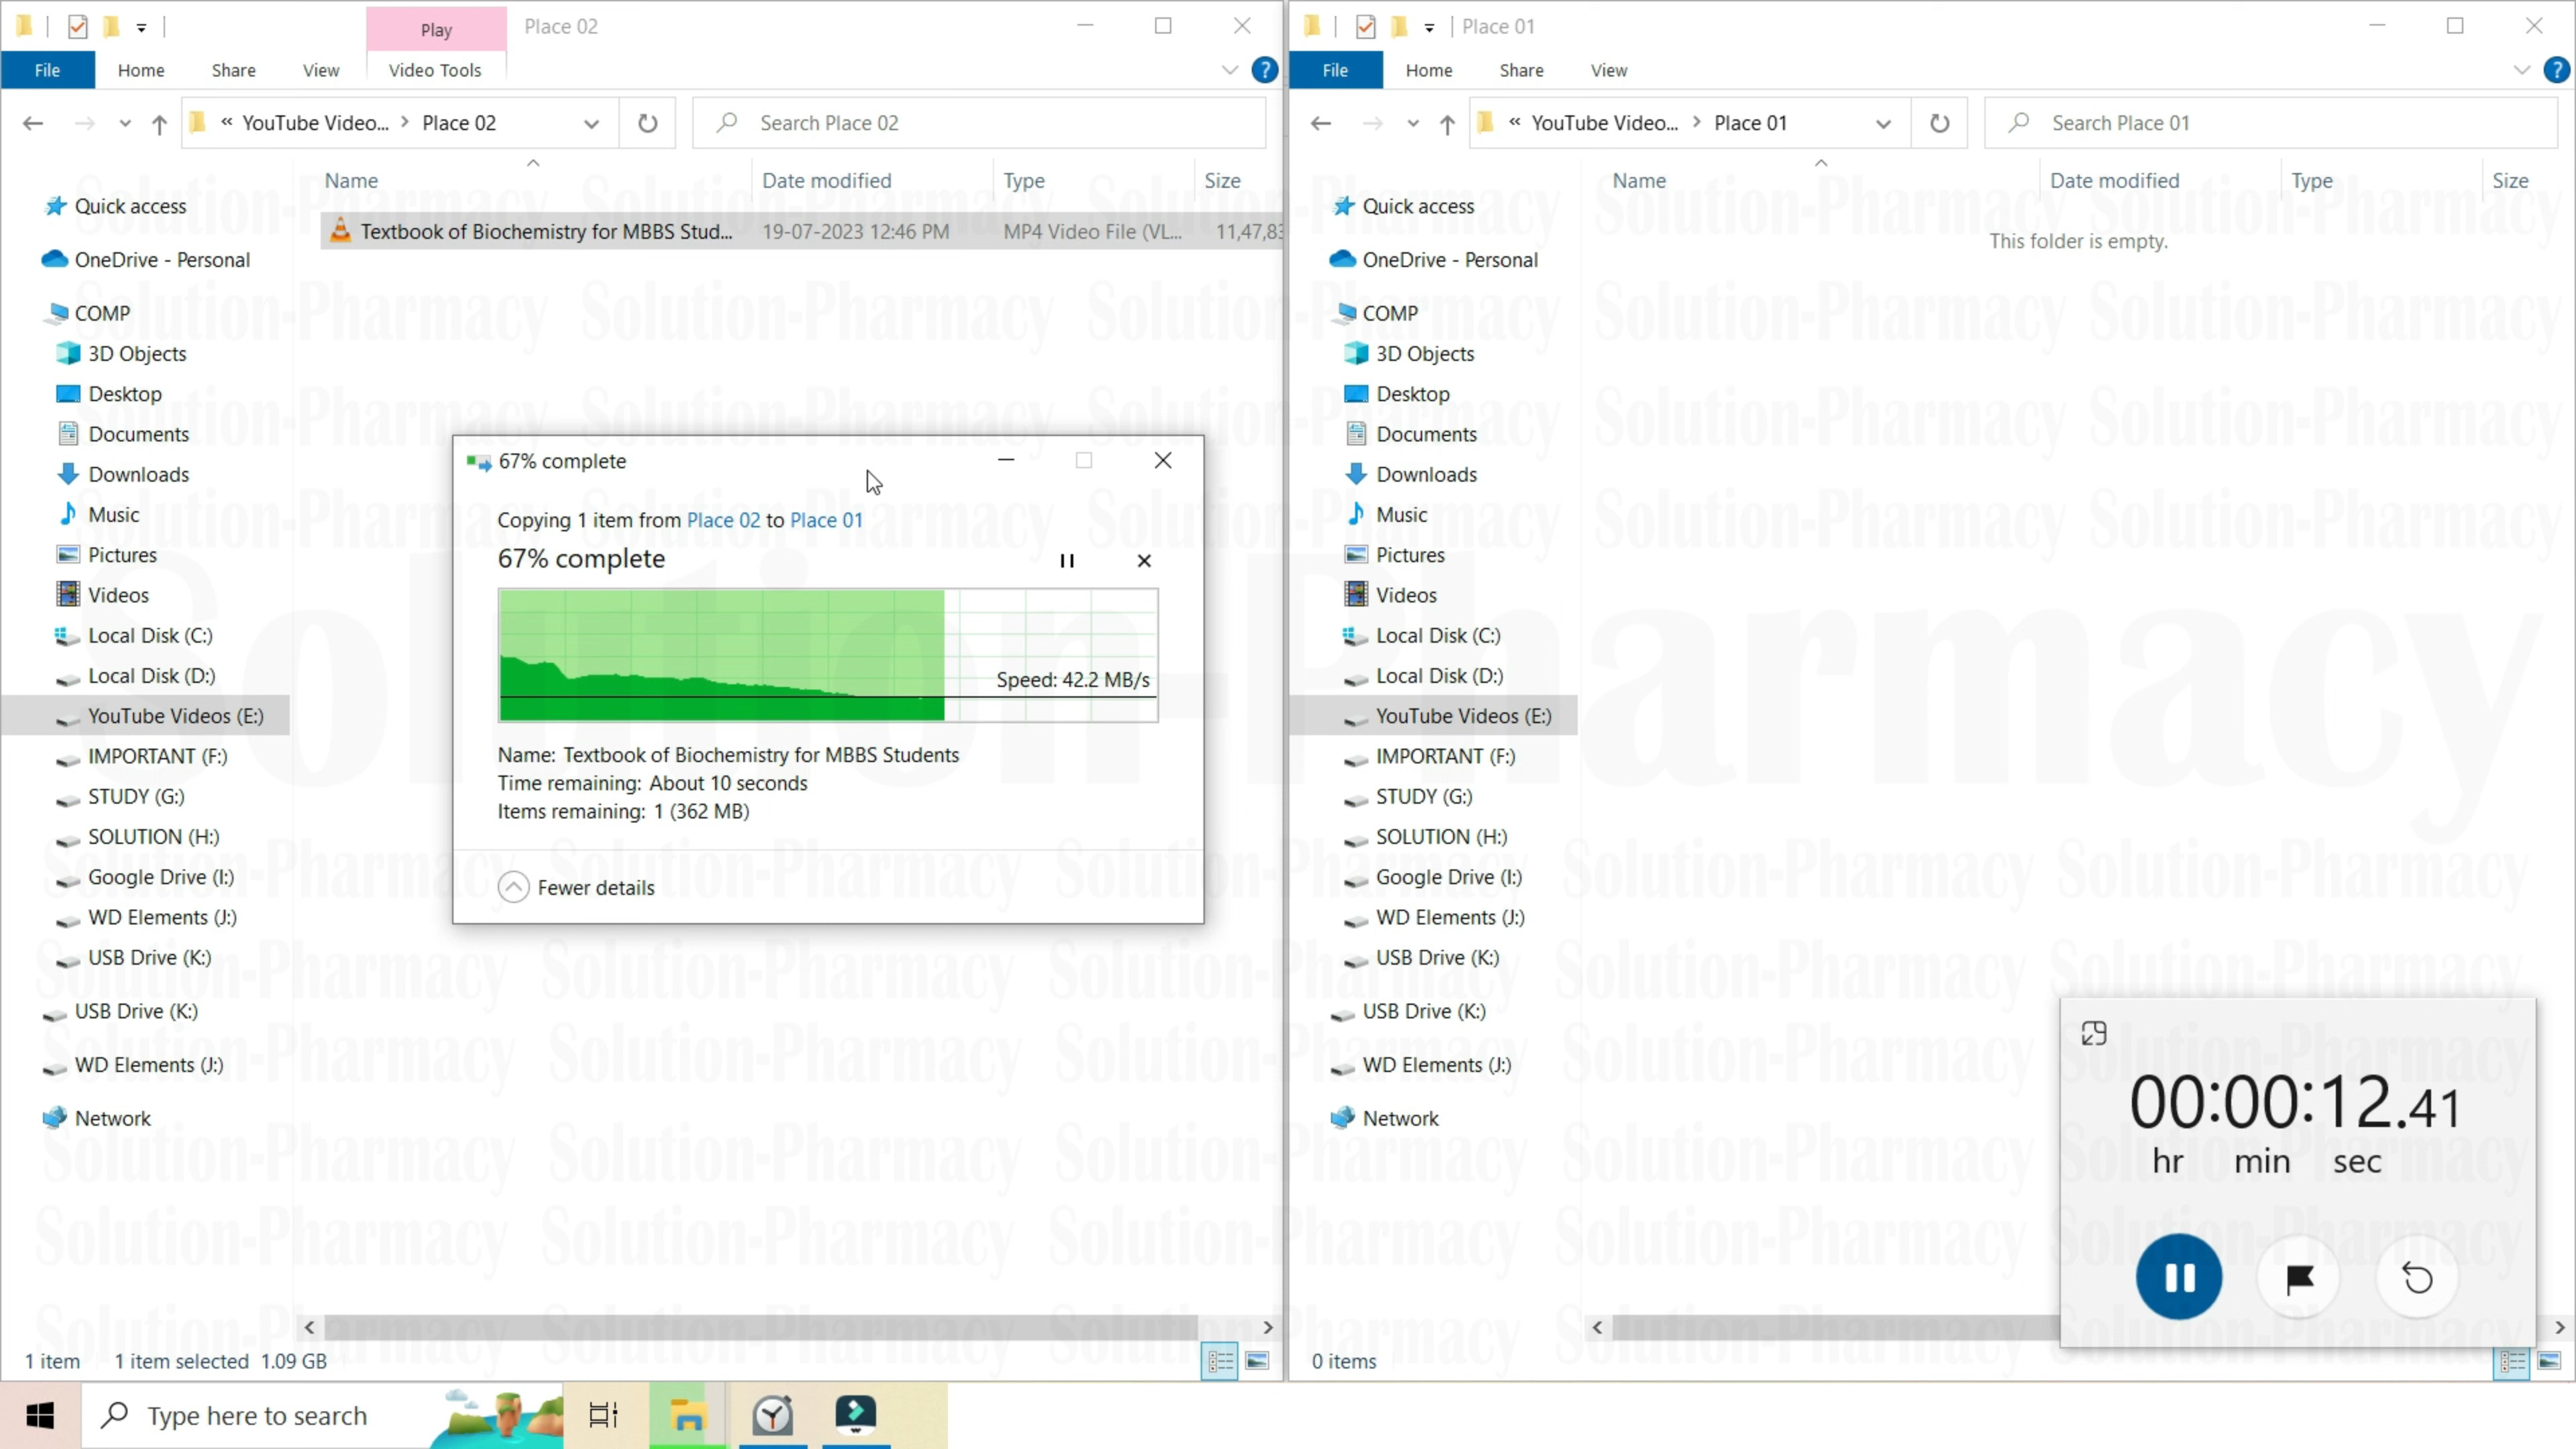 Play
Place 02
File
Home
Share
View
Video Tools
?
« YouTube Video... > Place 02
Search Place 02
Name
Date modified
Type
Size
Quick access
OneDrive - Personal
COMP
3D Objects
Desktop
Documents
Downloads
Music
Pictures
Videos
Local Disk (C:)
Local Disk (D:)
YouTube Videos (E:)
IMPORTANT (F:)
STUDY (G:)
SOLUTION (H:)
Google Drive (I:)
WD Elements (J:)
USB Drive (K:)
USB Drive (K:)
WD Elements (J:)
Network
Textbook of Biochemistry for MBBS Stud...
19-07-2023 12:46 PM
MP4 Video File (VL...
11,47,83
67% complete
Copying 1 item from Place 02 to Place 01
67% complete
Speed: 42.2 MB/s
Name: Textbook of Biochemistry for MBBS Students
Time remaining: About 10 seconds
Items remaining: 1 (362 MB)
Fewer details
1 item
1 item selected 1.09 GB
Place 01
File
Home
Share
View
?
« YouTube Video... > Place 01
Search Place 01
Name
Date modified
Type
Size
This folder is empty.
Quick access
OneDrive - Personal
COMP
3D Objects
Desktop
Documents
Downloads
Music
Pictures
Videos
Local Disk (C:)
Local Disk (D:)
YouTube Videos (E:)
IMPORTANT (F:)
STUDY (G:)
SOLUTION (H:)
Google Drive (I:)
WD Elements (J:)
USB Drive (K:)
USB Drive (K:)
WD Elements (J:)
Network
0 items
00:00:12.41
hr min sec
Type here to search
Solution-Pharmacy